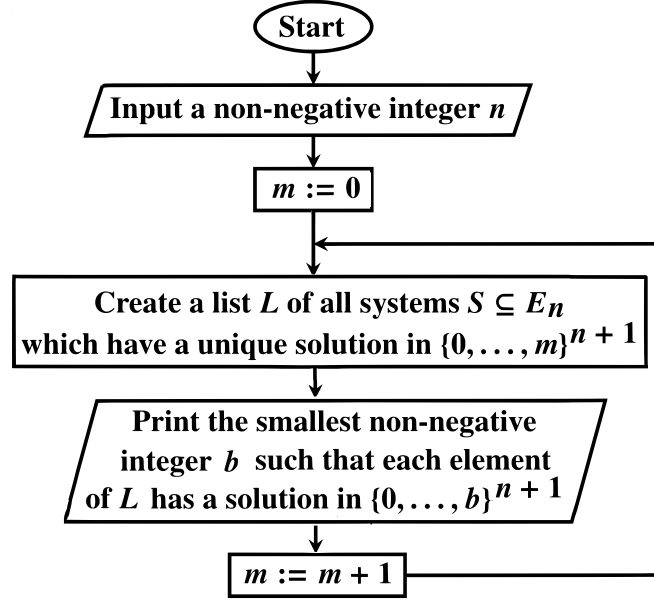 Start
Input a non-negative integer n
m := 0
Create a list L of all systems S ⊆ Eₙ
which have a unique solution in {0, . . . , m}ⁿ ⁺ ¹
Print the smallest non-negative
integer b such that each element
of L has a solution in {0, . . . , b}ⁿ ⁺ ¹
m := m + 1